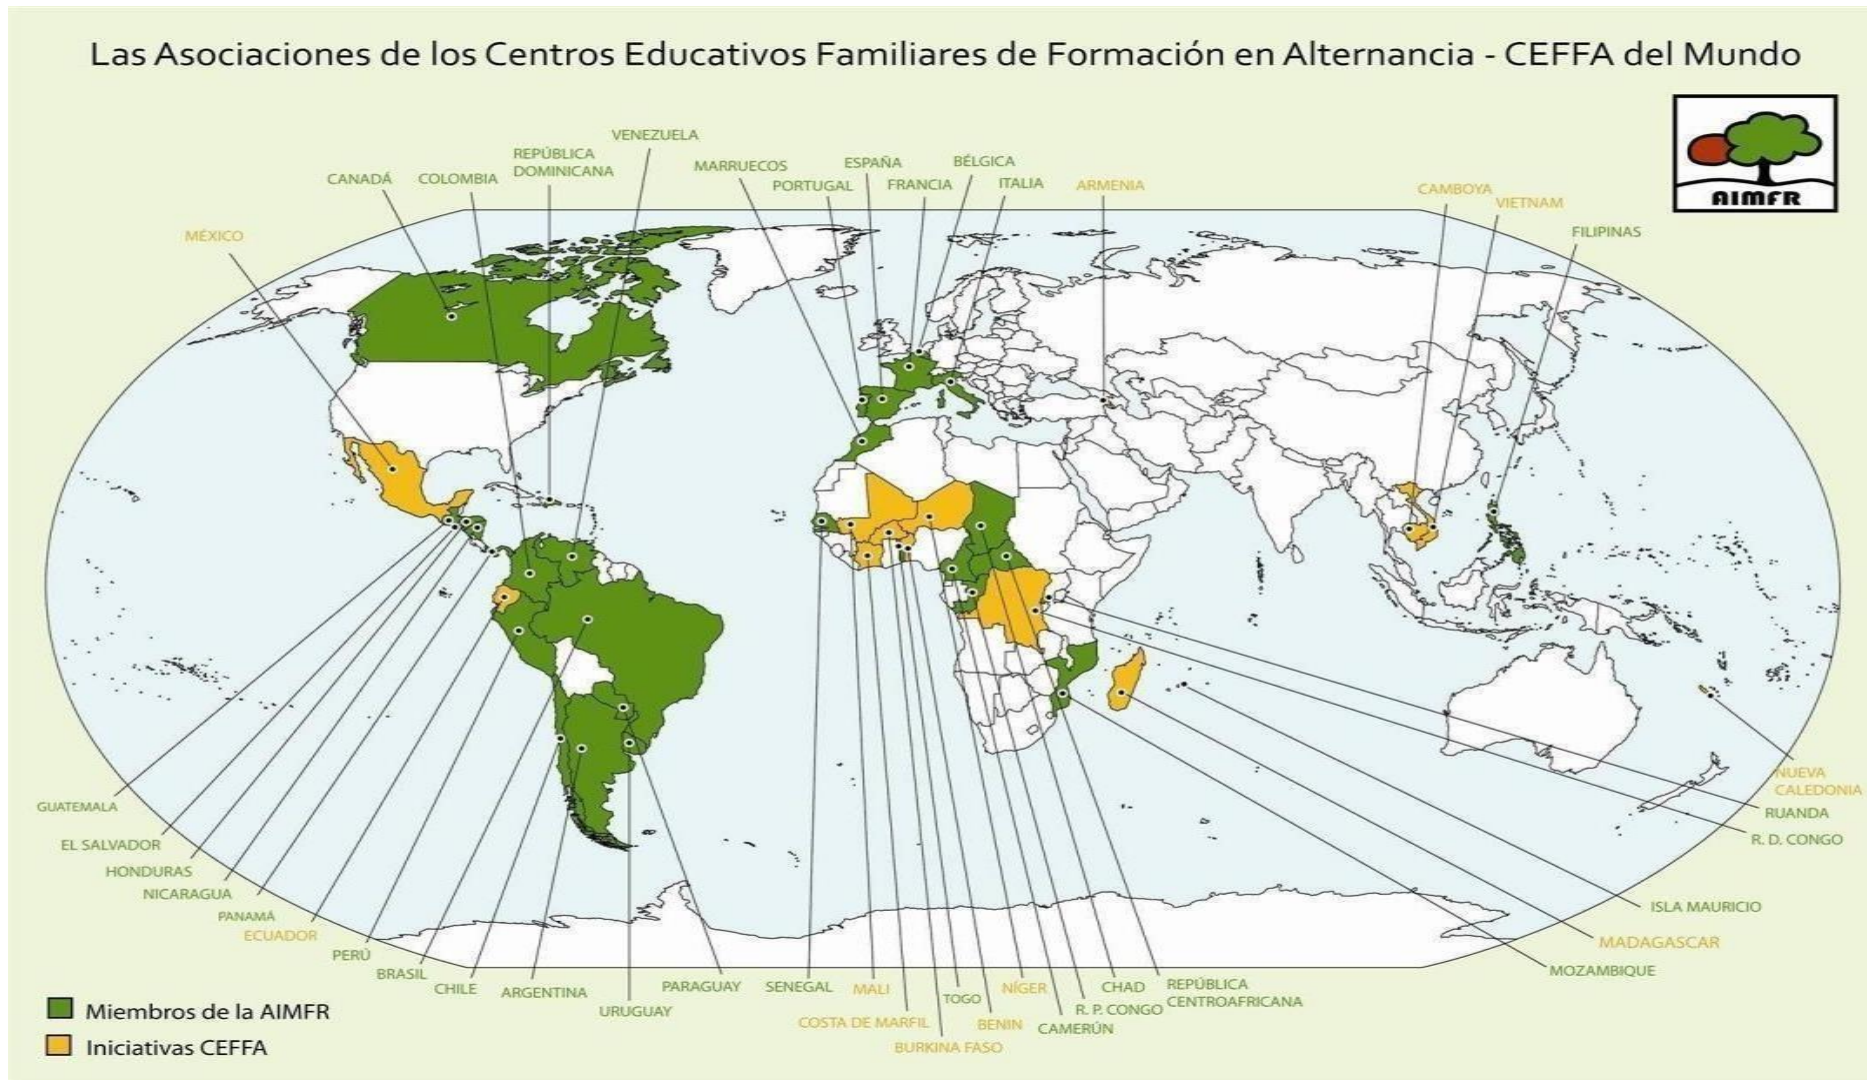 Las Asociaciones de los Centros Educativos Familiares de Formación en Alternancia - CEFFA del Mundo
AIMFR
VENEZUELA
REPÚBLICA
DOMINICANA
CANADÁ
COLOMBIA
MARRUECOS
PORTUGAL
ESPAÑA
FRANCIA
BÉLGICA
ITALIA
ARMENIA
CAMBOYA
VIETNAM
FILIPINAS
MÉXICO
GUATEMALA
EL SALVADOR
HONDURAS
NICARAGUA
PANAMÁ
ECUADOR
PERÚ
BRASIL
CHILE
ARGENTINA
URUGUAY
PARAGUAY
SENEGAL
MALI
COSTA DE MARFIL
BURKINA FASO
TOGO
BENIN
NÍGER
CAMERÚN
R. P. CONGO
CHAD
REPÚBLICA
CENTROAFRICANA
MOZAMBIQUE
MADAGASCAR
ISLA MAURICIO
R. D. CONGO
RUANDA
NUEVA
CALEDONIA
Miembros de la AIMFR
Iniciativas CEFFA